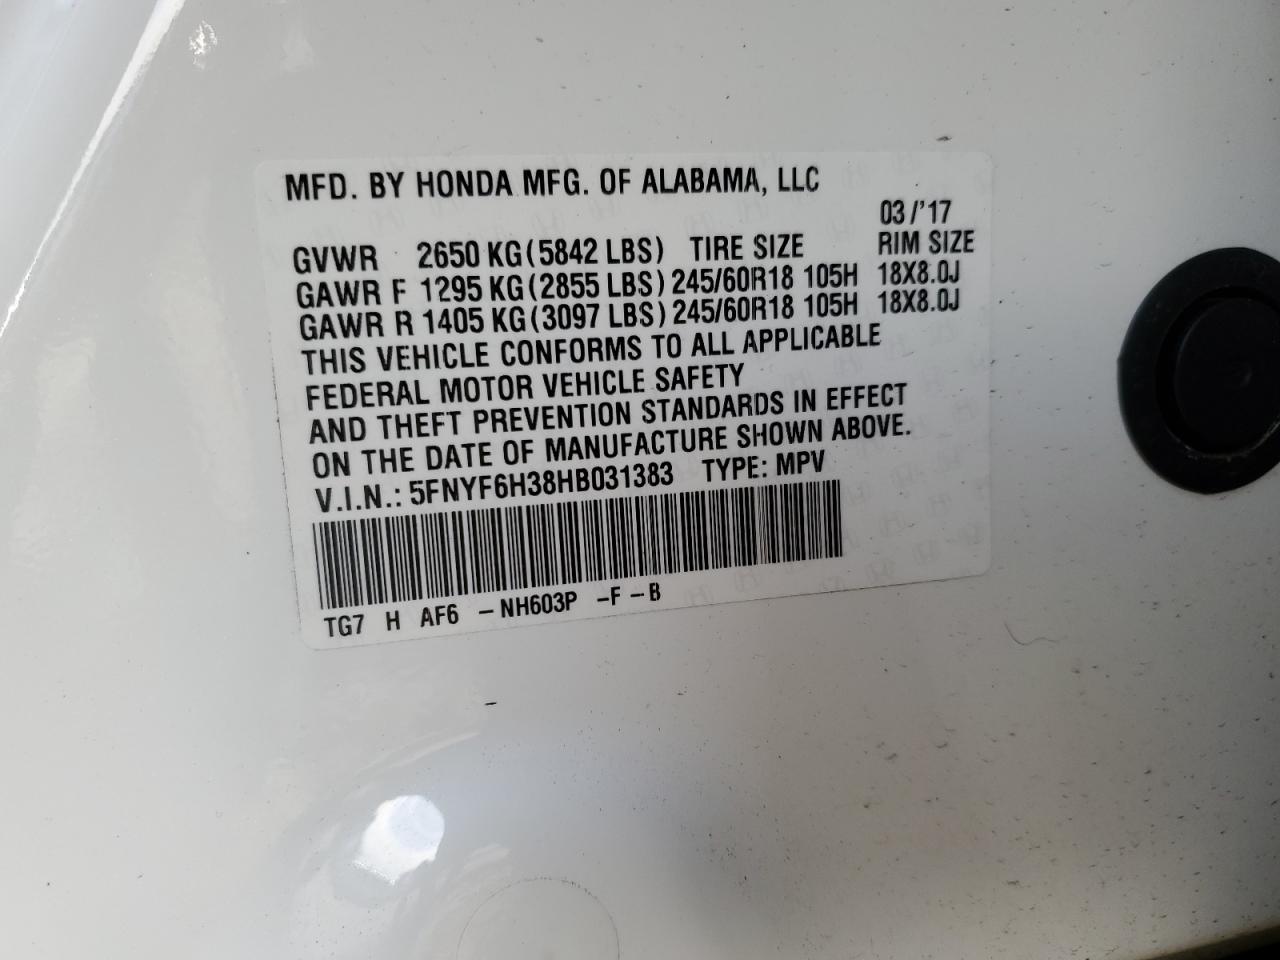 MFD. BY HONDA MFG. OF ALABAMA, LLC
03/'17
GVWR 2650 KG(5842 LBS) TIRE SIZE RIM SIZE
GAWR F 1295 KG(2855 LBS) 245/60R18 105H 18X8.0J
GAWR R 1405 KG(3097 LBS) 245/60R18 105H 18X8.0J
THIS VEHICLE CONFORMS TO ALL APPLICABLE
FEDERAL MOTOR VEHICLE SAFETY
AND THEFT PREVENTION STANDARDS IN EFFECT
ON THE DATE OF MANUFACTURE SHOWN ABOVE.
V.I.N.: 5FNYF6H38HB031383 TYPE: MPV
TG7 H AF6 -NH603P -F-B